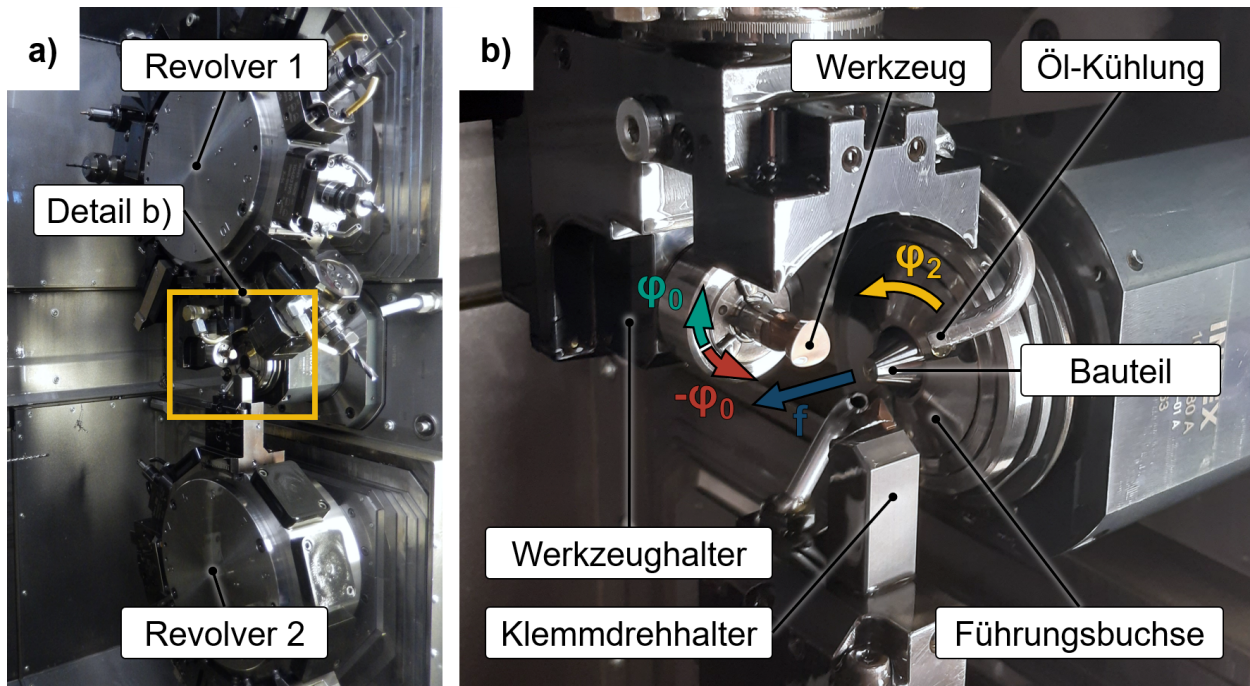 a)
Revolver 1
Detail b)
Revolver 2
b)
Werkzeug
Öl-Kühlung
φ₂
φ₀
-φ₀
f
Bauteil
Werkzeughalter
Klemmdrehhalter
Führungsbuchse